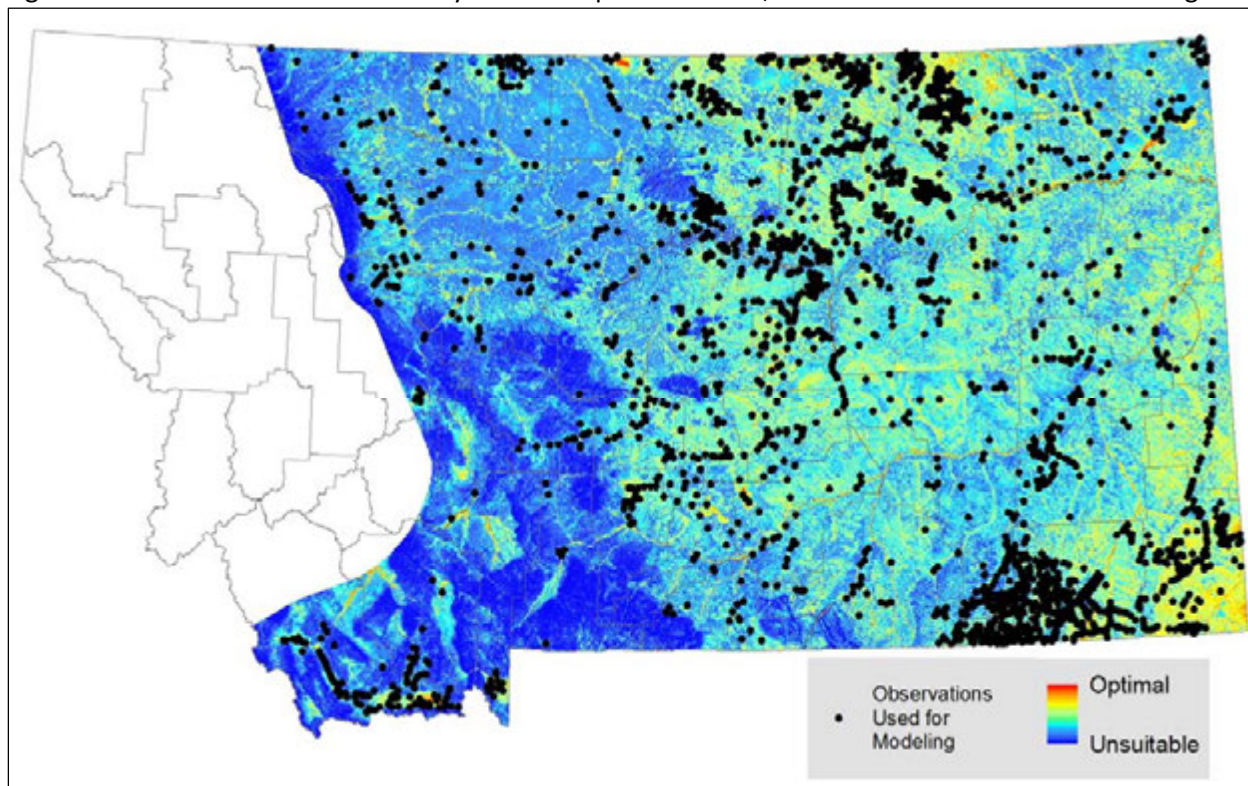 Observations
Used for
Modeling
Optimal
Unsuitable